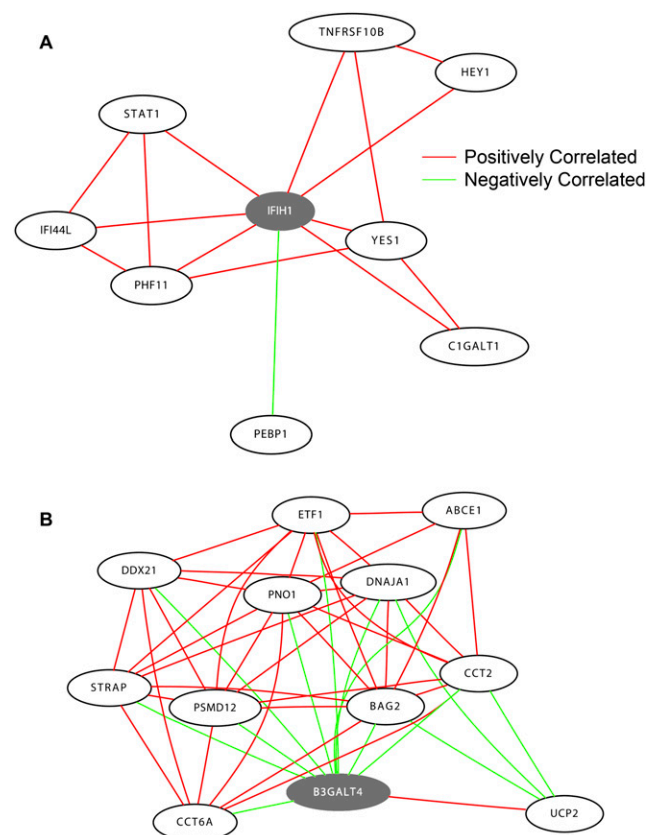 A
TNFRSF10B
HEY1
STAT1
Positively Correlated
Negatively Correlated
IFIH1
IFI44L
YES1
PHF11
C1GALT1
PEBP1
B
ETF1
ABCE1
DDX21
DNAJA1
PNO1
CCT2
STRAP
PSMD12
BAG2
B3GALT4
CCT6A
UCP2